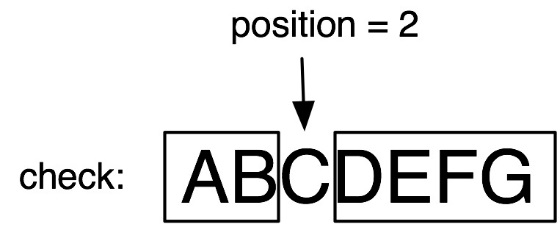 position = 2
check: ABCDEFG